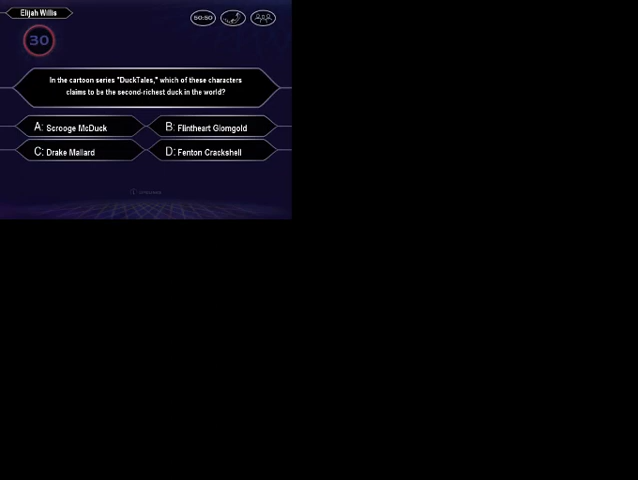 Elijah Willis
50:50
30
In the cartoon series "DuckTales," which of these characters
claims to be the second-richest duck in the world?
A: Scrooge McDuck
B: Flintheart Glomgold
C: Drake Mallard
D: Fenton Crackshell